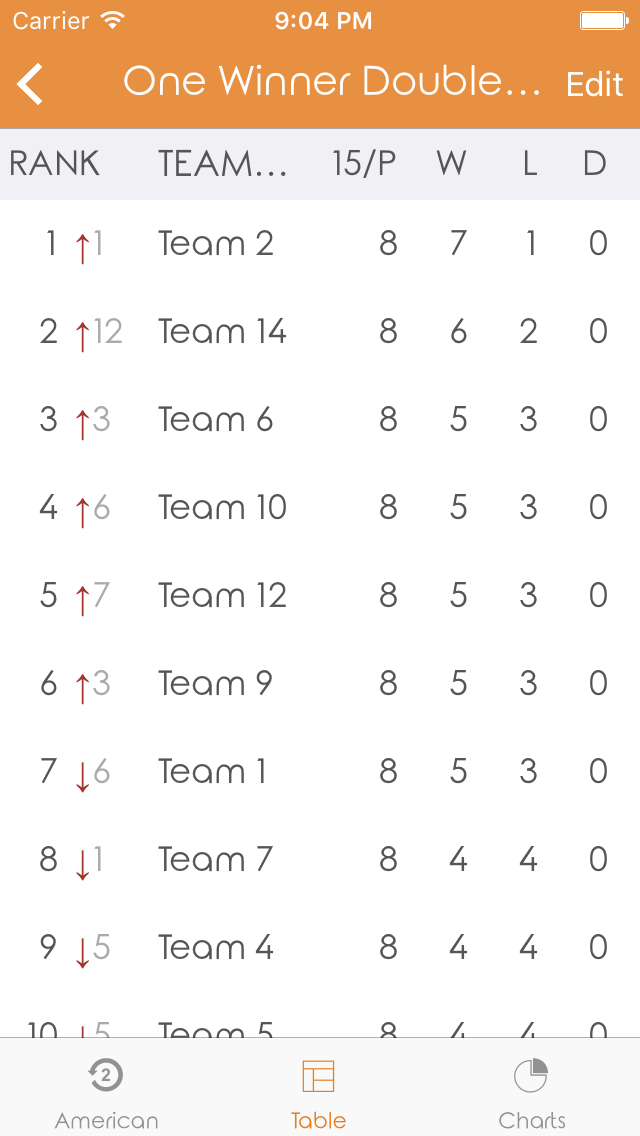 Carrier 9:04 PM
One Winner Double... Edit
RANK TEAM... 15/P W L D
1 ↑1 Team 2 8 7 1 0
2 ↑12 Team 14 8 6 2 0
3 ↑3 Team 6 8 5 3 0
4 ↑6 Team 10 8 5 3 0
5 ↑7 Team 12 8 5 3 0
6 ↑3 Team 9 8 5 3 0
7 ↓6 Team 1 8 5 3 0
8 ↓1 Team 7 8 4 4 0
9 ↓5 Team 4 8 4 4 0
10 ↓5 Team 5 8 4 4 0
2
American Table Charts